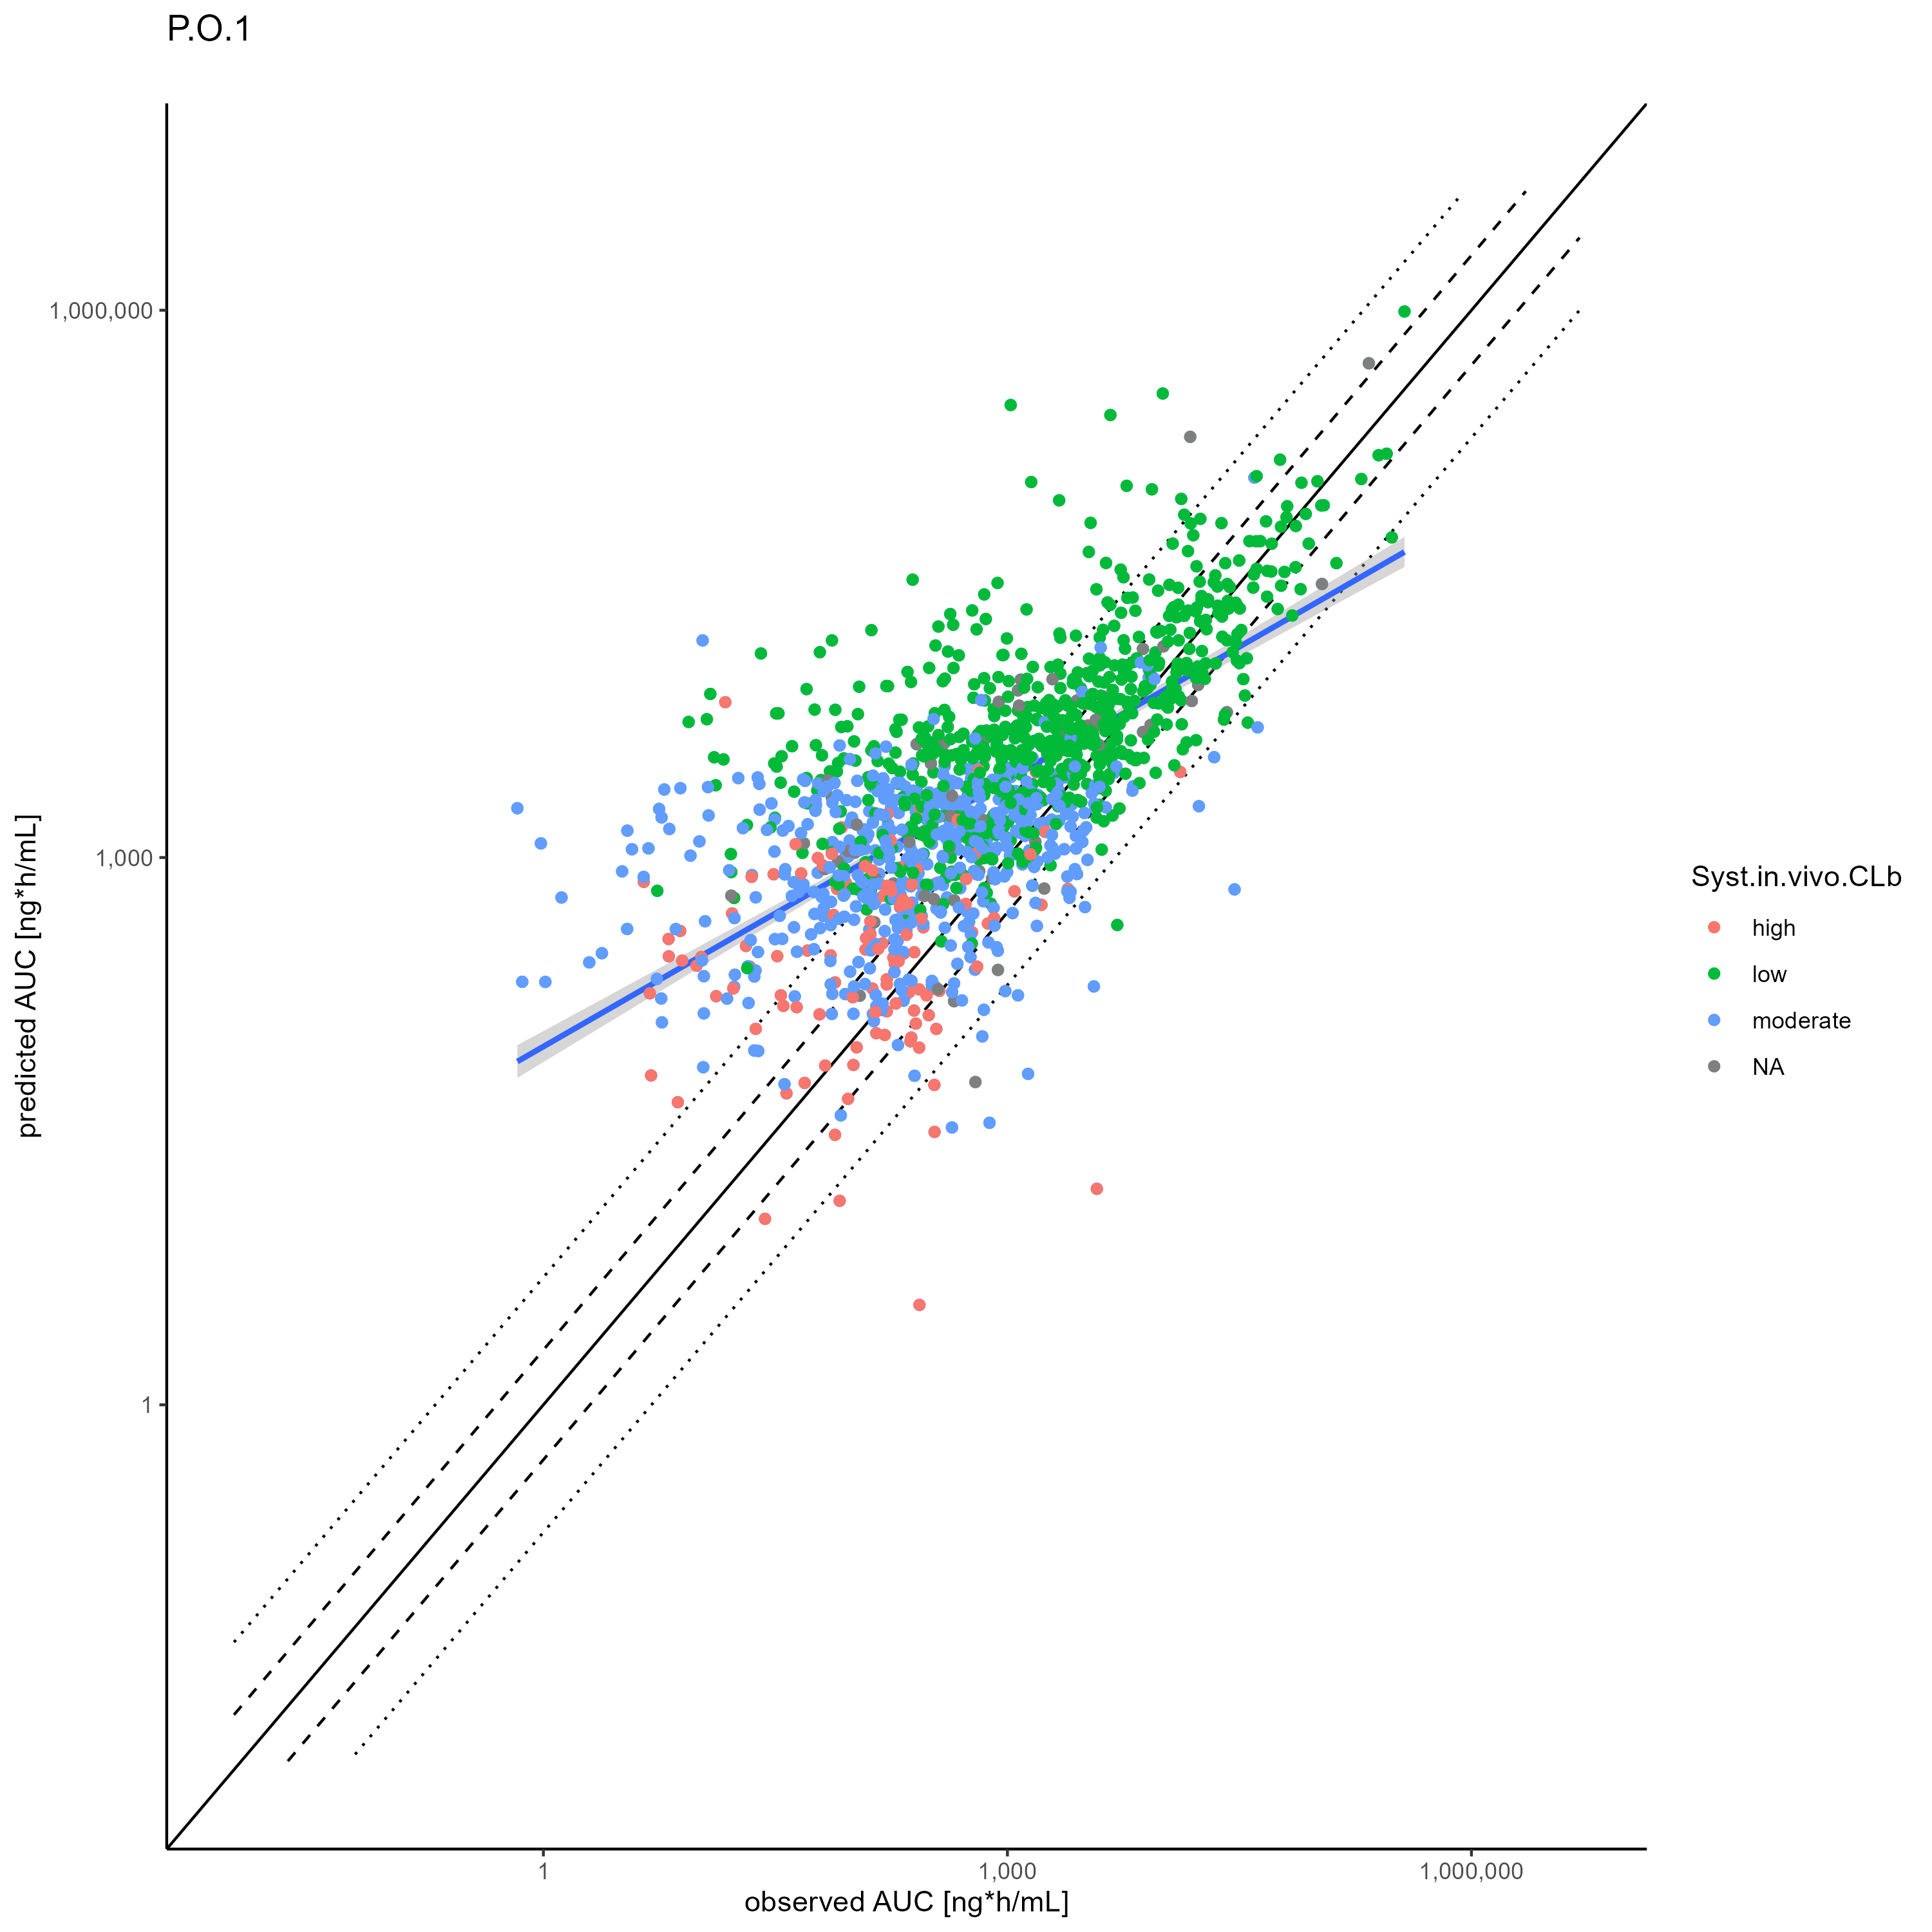 P.O.1
1,000,000
1,000
1
predicted AUC [ng*h/mL]
1
1,000
1,000,000
observed AUC [ng*h/mL]
Syst.in.vivo.CLb
high
low
moderate
NA